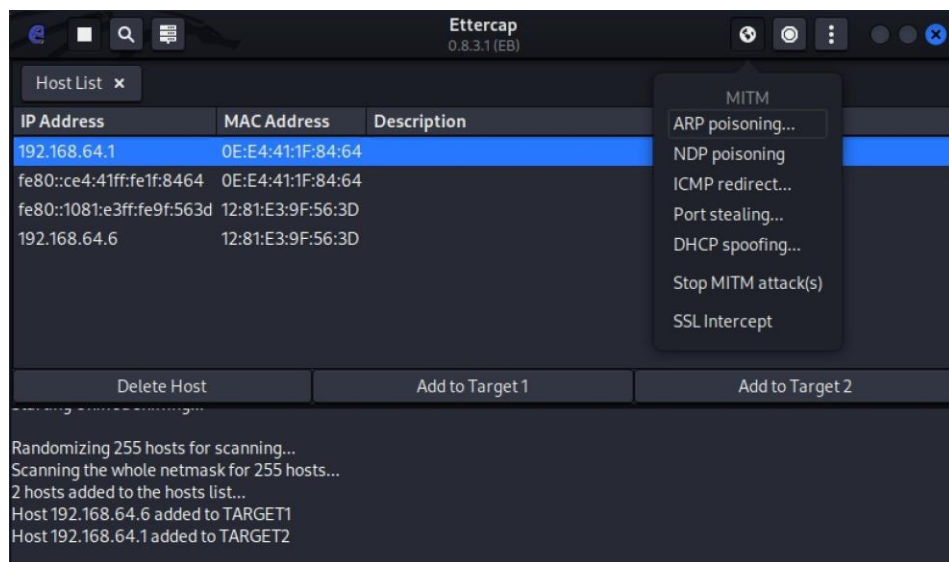 Ettercap
0.8.3.1 (EB)
Host List ×
IP Address MAC Address Description
192.168.64.1 0E:E4:41:1F:84:64
fe80::ce4:41ff:fe1f:8464 0E:E4:41:1F:84:64
fe80::1081:e3ff:fe9f:563d 12:81:E3:9F:56:3D
192.168.64.6 12:81:E3:9F:56:3D
MITM
ARP poisoning...
NDP poisoning
ICMP redirect...
Port stealing...
DHCP spoofing...
Stop MITM attack(s)
SSL Intercept
Delete Host Add to Target 1 Add to Target 2
Randomizing 255 hosts for scanning...
Scanning the whole netmask for 255 hosts...
2 hosts added to the hosts list...
Host 192.168.64.6 added to TARGET1
Host 192.168.64.1 added to TARGET2